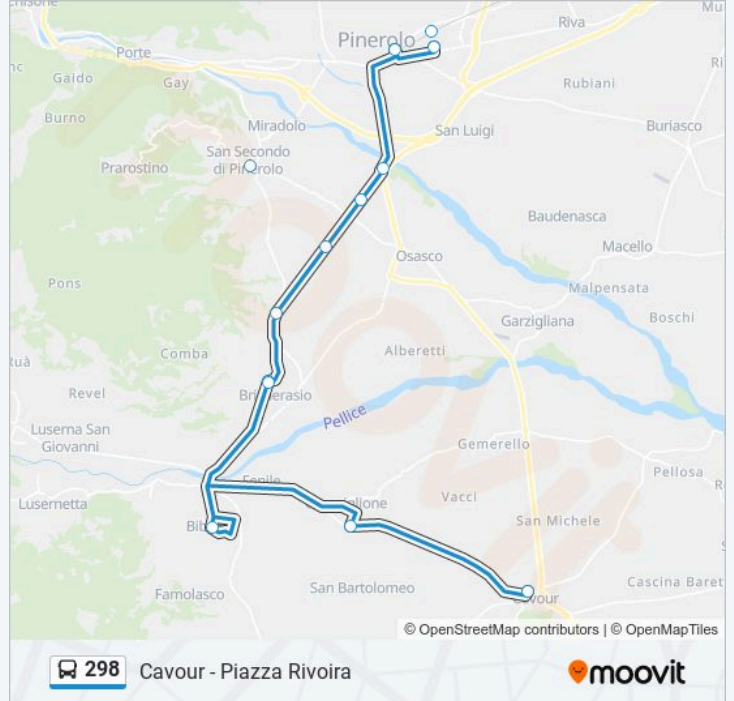 Pinerolo
Riva
Porte
Gaido
Gay
Rubiani
Burno
Miradolo
San Luigi
Buriasco
San Secondo
di Pinerolo
Prarostino
Baudenasca
Macello
Osasco
Pons
Malpensata
Garzigliana
Boschi
Comba
Alberetti
Revel
Pellice
Luserna San
Giovanni
Gemerello
Pellosa
Lusernetta
Vacci
San Michele
Famolasco
San Bartolomeo
Cascina Baret
Cavour
© OpenStreetMap contributors | © OpenMapTiles
298 Cavour - Piazza Rivoira
moovit